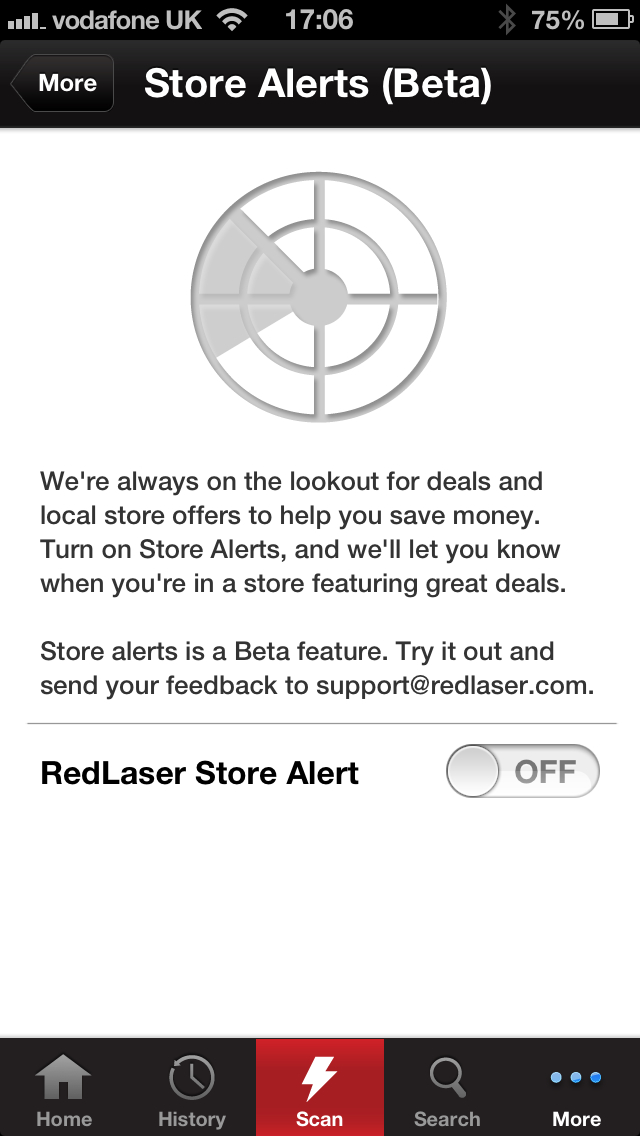 vodafone UK 17:06 75%
More Store Alerts (Beta)
We're always on the lookout for deals and
local store offers to help you save money.
Turn on Store Alerts, and we'll let you know
when you're in a store featuring great deals.
Store alerts is a Beta feature. Try it out and
send your feedback to support@redlaser.com.
RedLaser Store Alert OFF
Home History Scan Search More